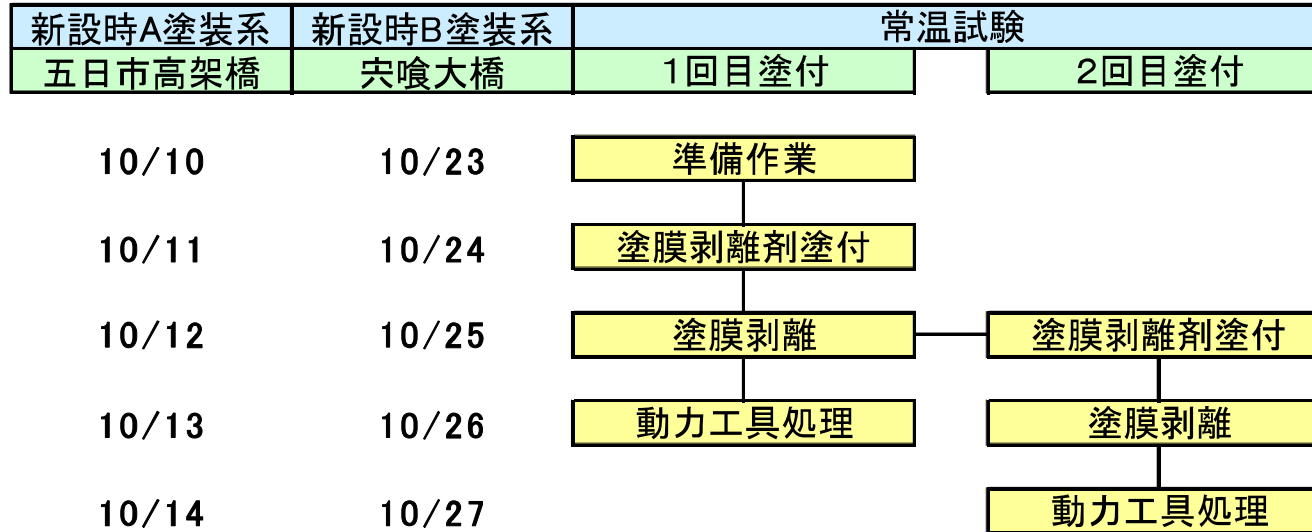 新設時A塗装系 新設時B塗装系 常温試験
五日市高架橋 宍喰大橋 1回目塗付 2回目塗付
10/10 10/23 準備作業
10/11 10/24 塗膜剥離剤塗付
10/12 10/25 塗膜剥離 塗膜剥離剤塗付
10/13 10/26 動力工具処理 塗膜剥離
10/14 10/27 動力工具処理